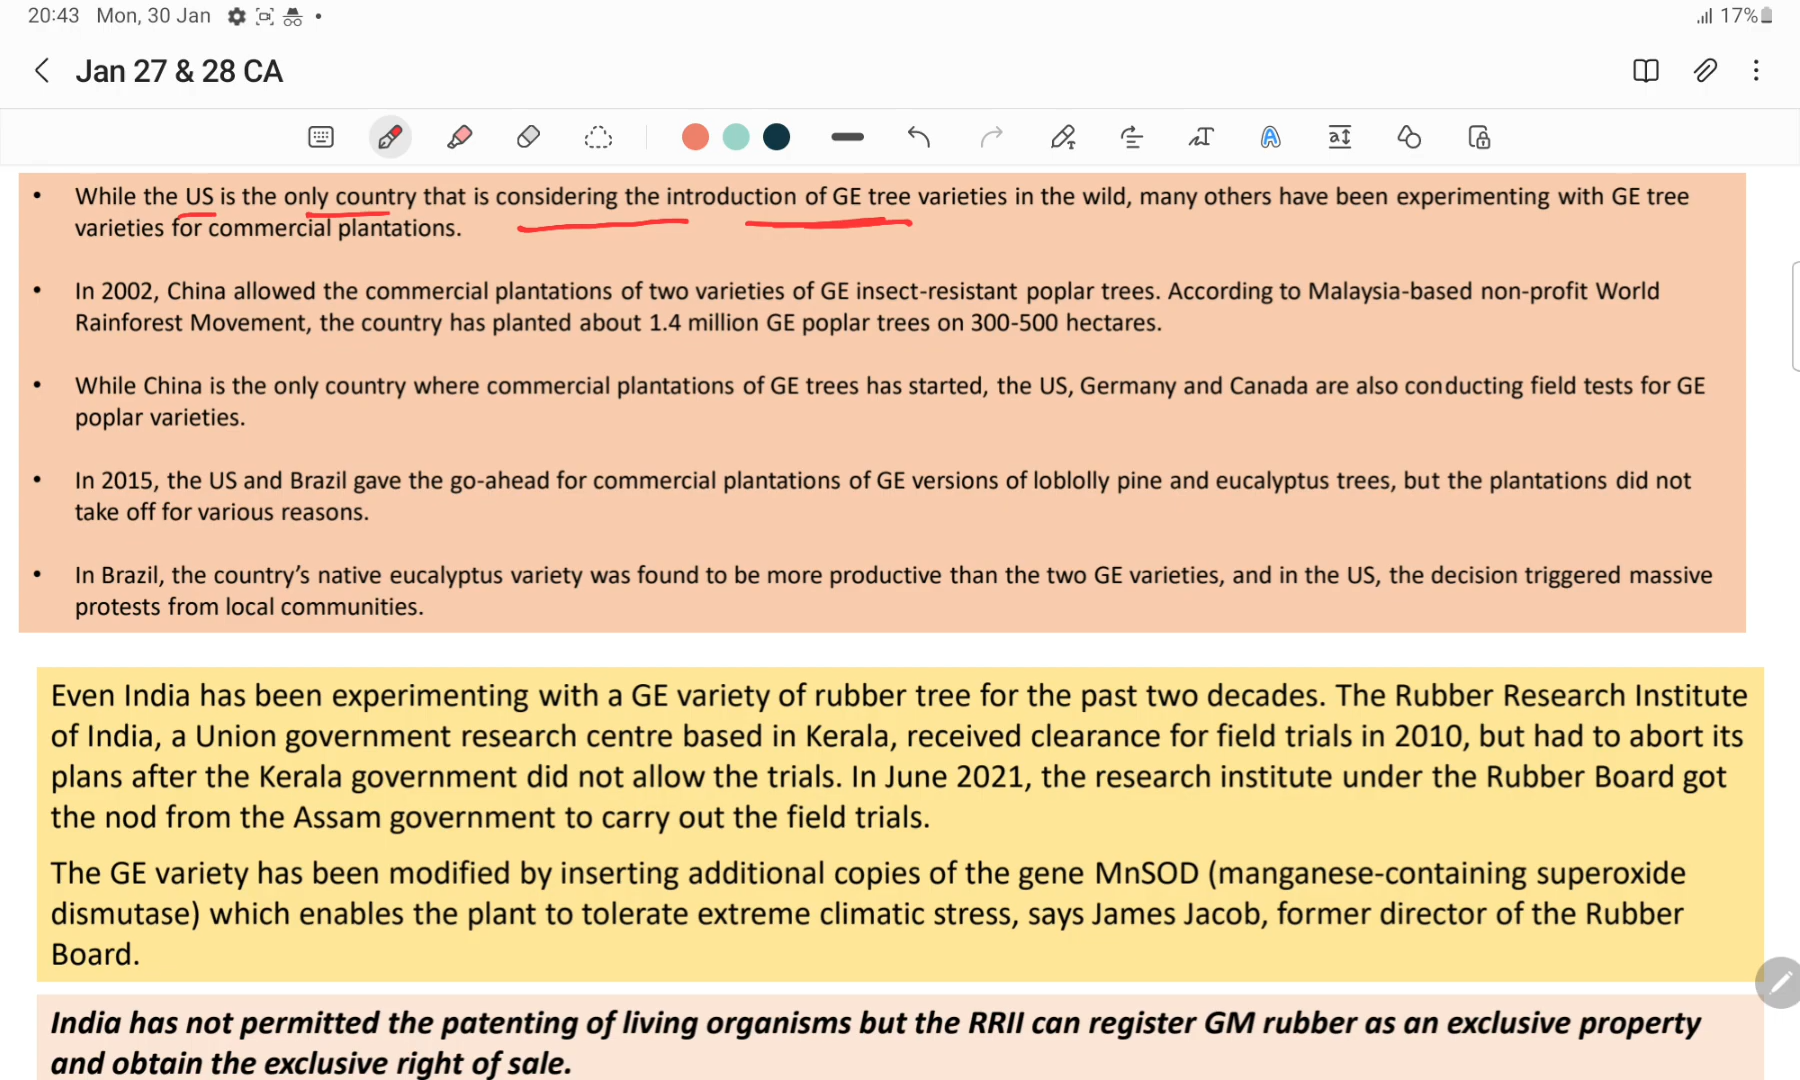 20:43 Mon, 30 Jan
17%
Jan 27 & 28 CA
• While the US is the only country that is considering the introduction of GE tree varieties in the wild, many others have been experimenting with GE tree
varieties for commercial plantations.
• In 2002, China allowed the commercial plantations of two varieties of GE insect-resistant poplar trees. According to Malaysia-based non-profit World
Rainforest Movement, the country has planted about 1.4 million GE poplar trees on 300-500 hectares.
• While China is the only country where commercial plantations of GE trees has started, the US, Germany and Canada are also conducting field tests for GE
poplar varieties.
• In 2015, the US and Brazil gave the go-ahead for commercial plantations of GE versions of loblolly pine and eucalyptus trees, but the plantations did not
take off for various reasons.
• In Brazil, the country’s native eucalyptus variety was found to be more productive than the two GE varieties, and in the US, the decision triggered massive
protests from local communities.
Even India has been experimenting with a GE variety of rubber tree for the past two decades. The Rubber Research Institute
of India, a Union government research centre based in Kerala, received clearance for field trials in 2010, but had to abort its
plans after the Kerala government did not allow the trials. In June 2021, the research institute under the Rubber Board got
the nod from the Assam government to carry out the field trials.
The GE variety has been modified by inserting additional copies of the gene MnSOD (manganese-containing superoxide
dismutase) which enables the plant to tolerate extreme climatic stress, says James Jacob, former director of the Rubber
Board.
India has not permitted the patenting of living organisms but the RRII can register GM rubber as an exclusive property
and obtain the exclusive right of sale.